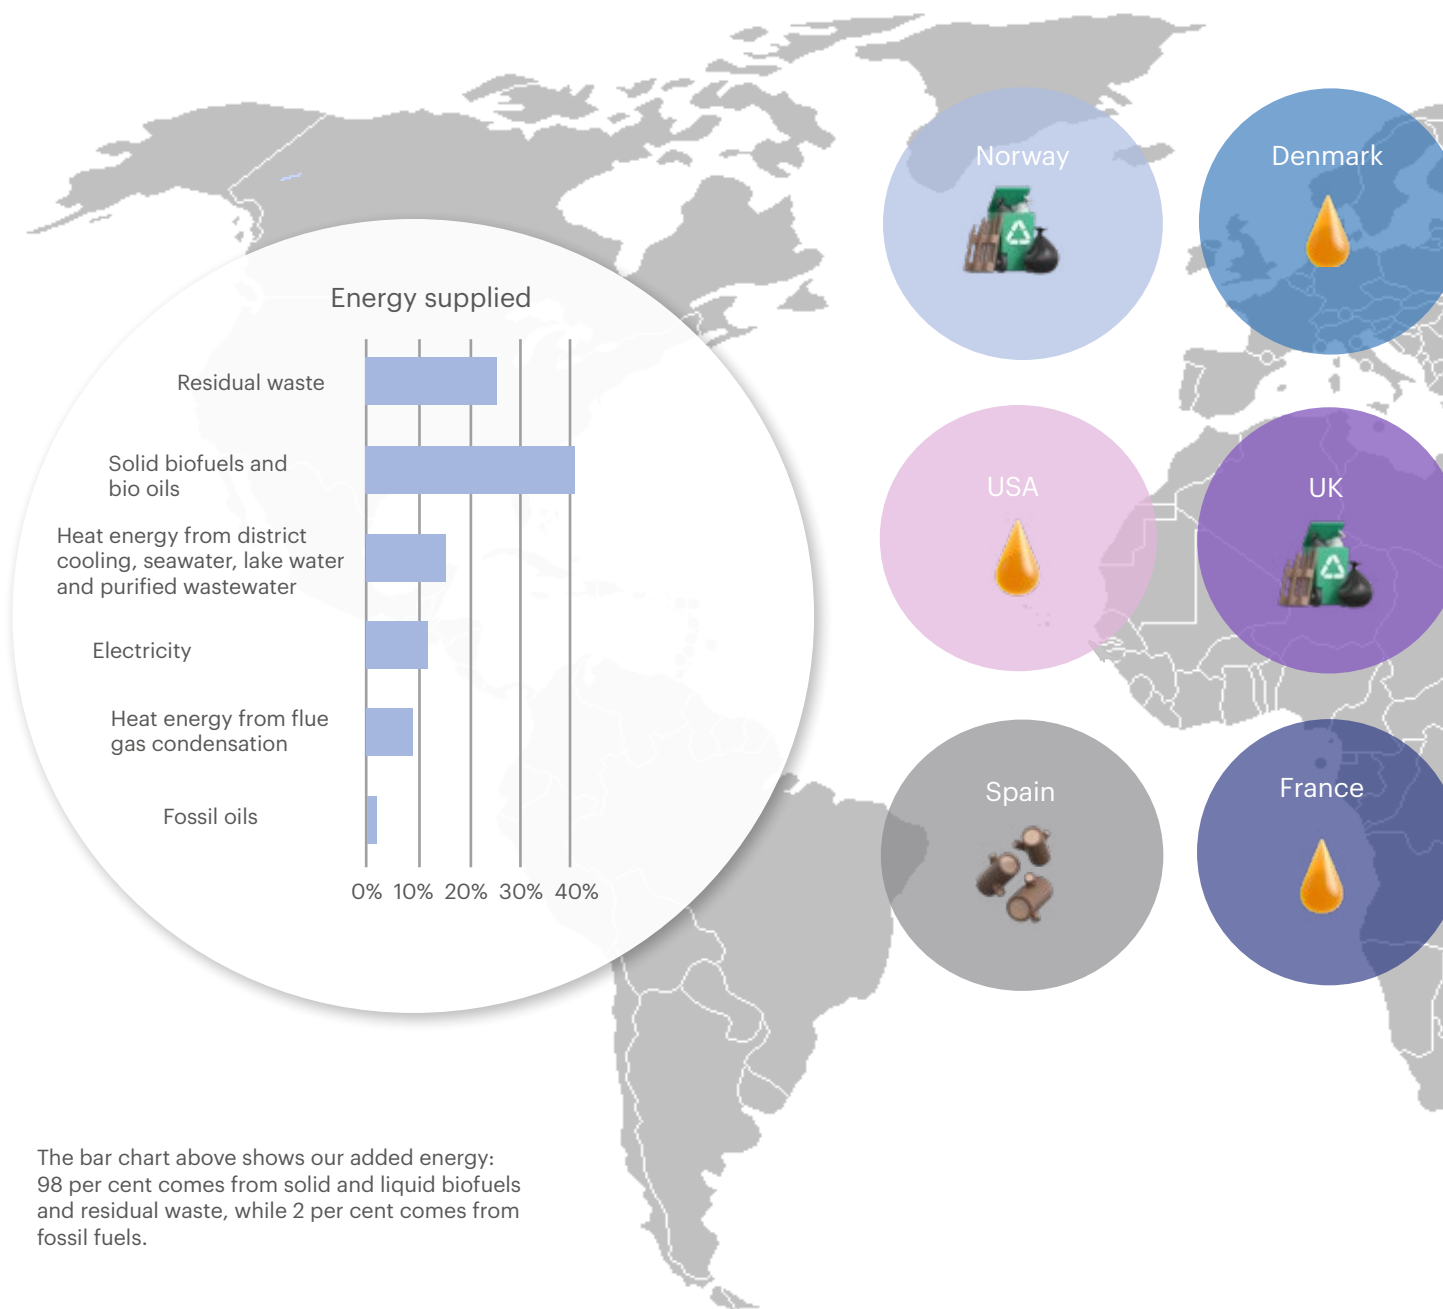 Norway
Denmark
Energy supplied
Residual waste
Solid biofuels and
bio oils
Heat energy from district
cooling, seawater, lake water
and purified wastewater
Electricity
Heat energy from flue
gas condensation
Fossil oils
0% 10% 20% 30% 40%
USA
UK
Spain
France
The bar chart above shows our added energy:
98 per cent comes from solid and liquid biofuels
and residual waste, while 2 per cent comes from
fossil fuels.